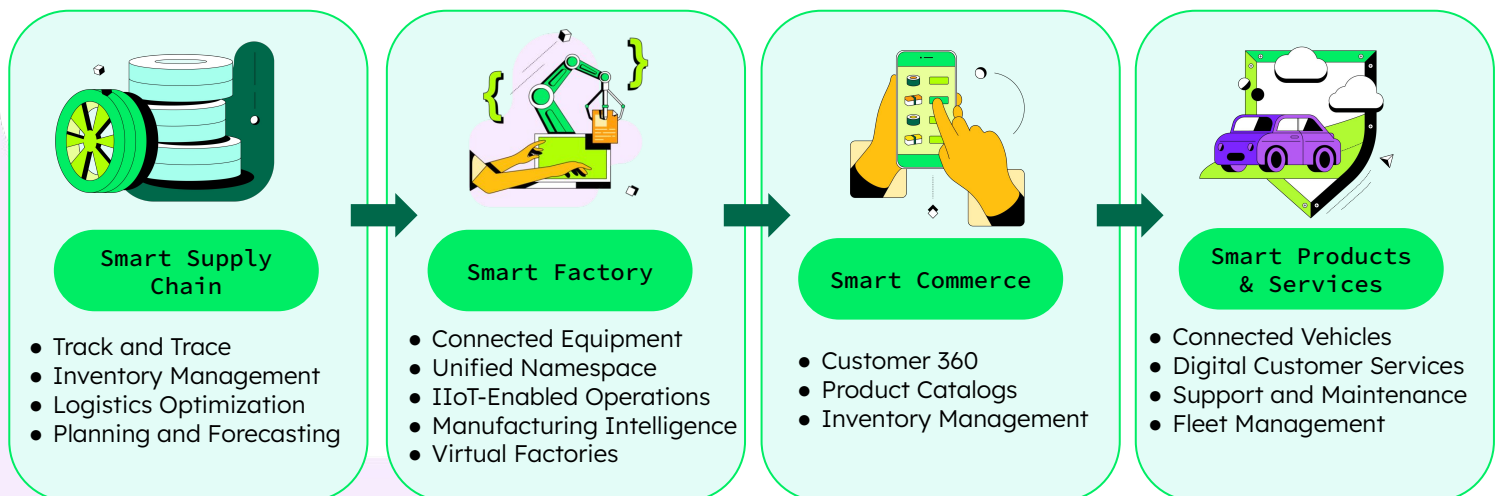 Smart Supply
Chain
● Track and Trace
● Inventory Management
● Logistics Optimization
● Planning and Forecasting
{ }
Smart Factory
● Connected Equipment
● Unified Namespace
● IIoT-Enabled Operations
● Manufacturing Intelligence
● Virtual Factories
Smart Commerce
● Customer 360
● Product Catalogs
● Inventory Management
Smart Products
& Services
● Connected Vehicles
● Digital Customer Services
● Support and Maintenance
● Fleet Management